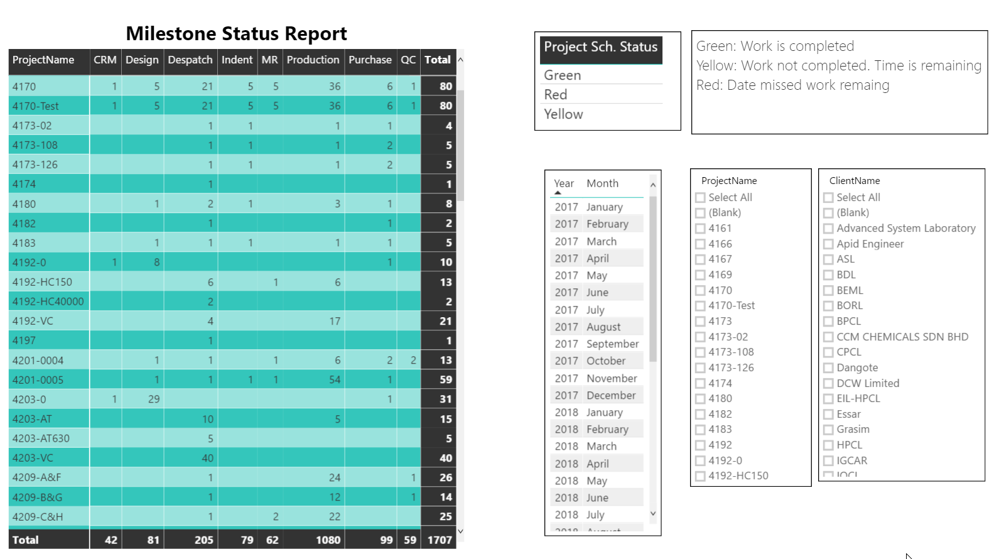 Milestone Status Report
ProjectName CRM Design Despatch Indent MR Production Purchase QC Total
4170 1 5 21 5 5 36 6 1 80
4170-Test 1 5 21 5 5 36 6 1 80
4173-02 1 1 1 1 4
4173-108 1 1 1 2 5
4173-126 1 1 1 2 5
4174 1 1
4180 1 2 1 3 1 8
4182 1 1 2
4183 1 1 1 1 1 5
4192-0 1 8 1 10
4192-HC150 6 1 6 13
4192-HC40000 2 2
4192-VC 4 17 21
4197 1 1
4201-0004 1 1 1 6 2 2 13
4201-0005 1 1 1 1 54 1 59
4203-0 1 29 1 31
4203-AT 10 5 15
4203-AT630 5 5
4203-VC 40 40
4209-A&F 1 24 1 26
4209-B&G 1 12 1 14
4209-C&H 1 2 22 25
Total 42 81 205 79 62 1080 99 59 1707
Project Sch. Status
Green
Red
Yellow
Green: Work is completed
Yellow: Work not completed. Time is remaining
Red: Date missed work remaing
Year Month
2017 January
2017 February
2017 March
2017 April
2017 May
2017 June
2017 July
2017 August
2017 September
2017 October
2017 November
2017 December
2018 January
2018 February
2018 March
2018 April
2018 May
2018 June
2018 July
2018 August
ProjectName
Select All
(Blank)
4161
4166
4167
4169
4170
4170-Test
4173
4173-02
4173-108
4173-126
4174
4180
4182
4183
4192
4192-0
4192-HC150
ClientName
Select All
(Blank)
Advanced System Laboratory
Apid Engineer
ASL
BDL
BEML
BORL
BPCL
CCM CHEMICALS SDN BHD
CPCL
Dangote
DCW Limited
EIL-HPCL
Essar
Grasim
HPCL
IGCAR
IOCL